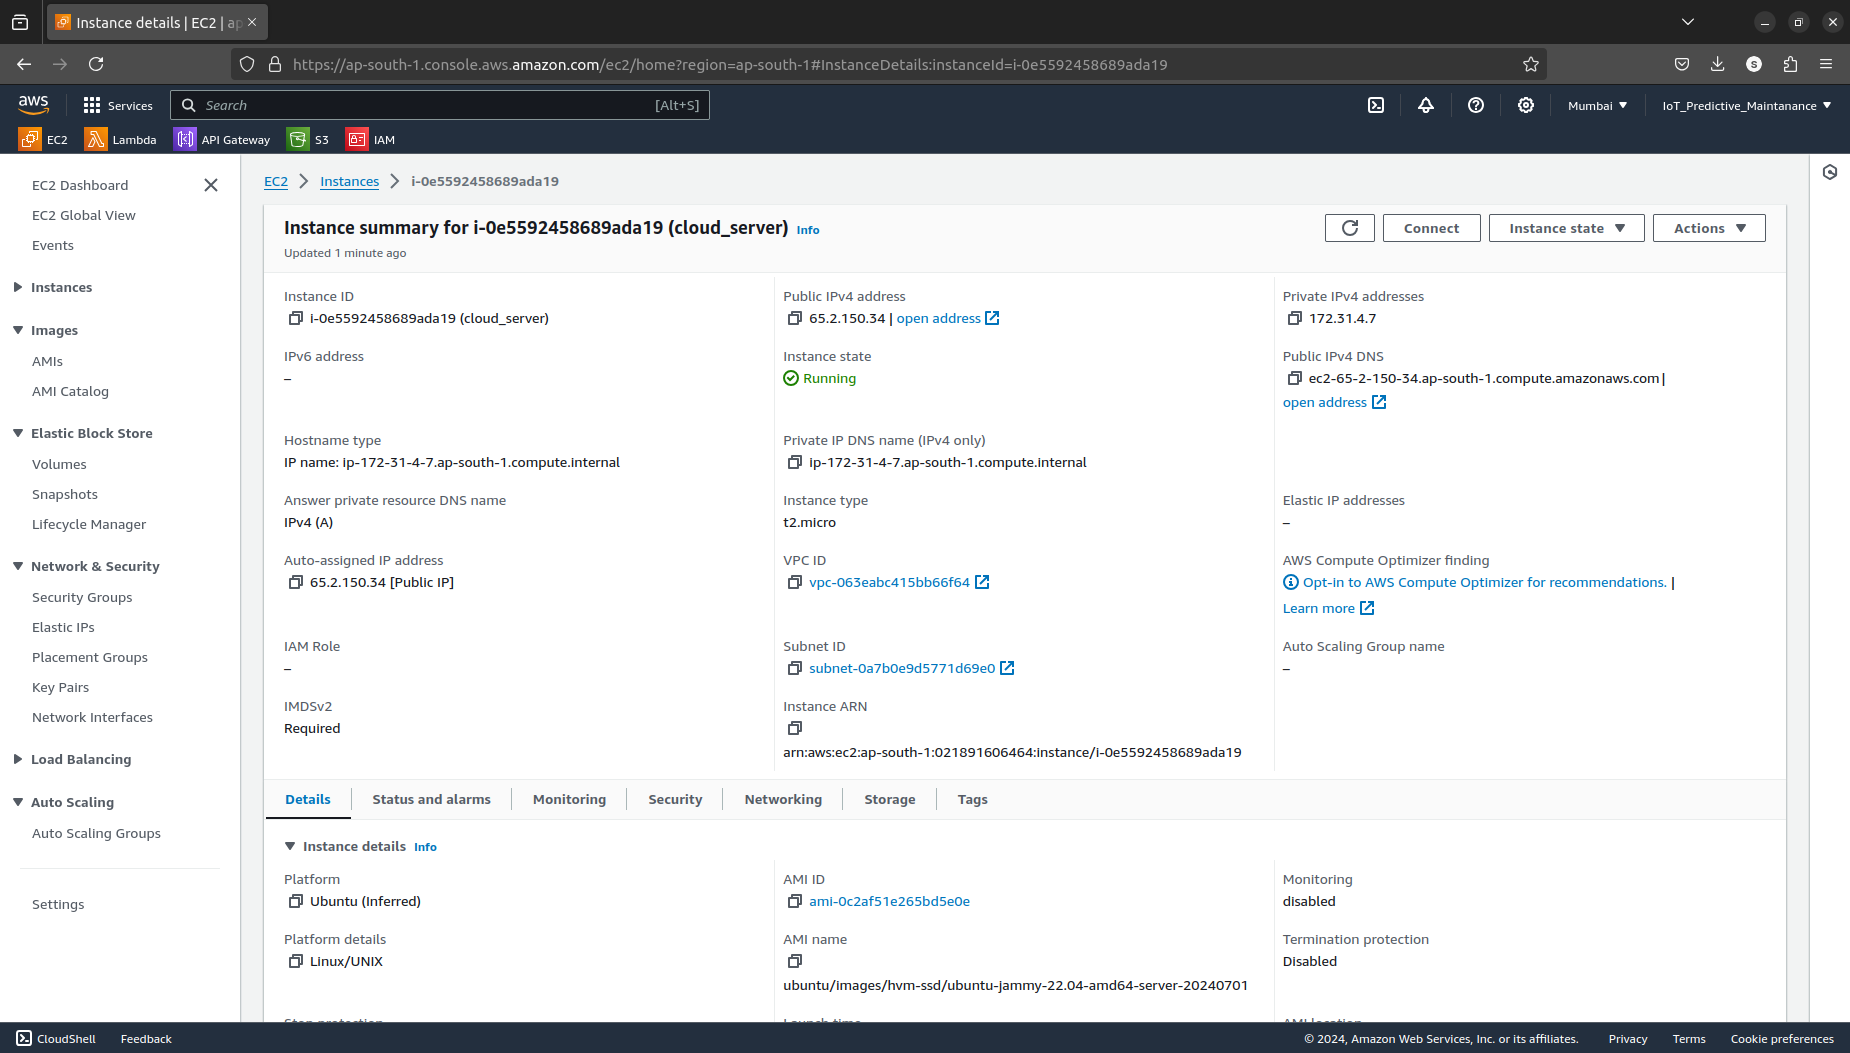 Instance details | EC2 | ap
https://ap-south-1.console.aws.amazon.com/ec2/home?region=ap-south-1#InstanceDetails:instanceId=i-0e5592458689ada19
S
aws
Services
Search
[Alt+S]
Mumbai
IoT_Predictive_Maintanance
EC2
Lambda
API Gateway
S3
IAM
EC2 Dashboard
EC2 Global View
Events
Instances
Images
AMIs
AMI Catalog
Elastic Block Store
Volumes
Snapshots
Lifecycle Manager
Network & Security
Security Groups
Elastic IPs
Placement Groups
Key Pairs
Network Interfaces
Load Balancing
Auto Scaling
Auto Scaling Groups
Settings
EC2 > Instances > i-0e5592458689ada19
Instance summary for i-0e5592458689ada19 (cloud_server) Info
Updated 1 minute ago
Connect
Instance state
Actions
Instance ID
i-0e5592458689ada19 (cloud_server)
Public IPv4 address
65.2.150.34 | open address
Private IPv4 addresses
172.31.4.7
IPv6 address
–
Instance state
Running
Public IPv4 DNS
ec2-65-2-150-34.ap-south-1.compute.amazonaws.com |
open address
Hostname type
IP name: ip-172-31-4-7.ap-south-1.compute.internal
Private IP DNS name (IPv4 only)
ip-172-31-4-7.ap-south-1.compute.internal
Answer private resource DNS name
IPv4 (A)
Instance type
t2.micro
Elastic IP addresses
–
Auto-assigned IP address
65.2.150.34 [Public IP]
VPC ID
vpc-063eabc415bb66f64
AWS Compute Optimizer finding
Opt-in to AWS Compute Optimizer for recommendations. |
Learn more
IAM Role
–
Subnet ID
subnet-0a7b0e9d5771d69e0
Auto Scaling Group name
–
IMDSv2
Required
Instance ARN
arn:aws:ec2:ap-south-1:021891606464:instance/i-0e5592458689ada19
Details
Status and alarms
Monitoring
Security
Networking
Storage
Tags
Instance details Info
Platform
Ubuntu (Inferred)
AMI ID
ami-0c2af51e265bd5e0e
Monitoring
disabled
Platform details
Linux/UNIX
AMI name
ubuntu/images/hvm-ssd/ubuntu-jammy-22.04-amd64-server-20240701
Termination protection
Disabled
Stop protection
Launch time
AMI location
CloudShell
Feedback
© 2024, Amazon Web Services, Inc. or its affiliates.
Privacy
Terms
Cookie preferences